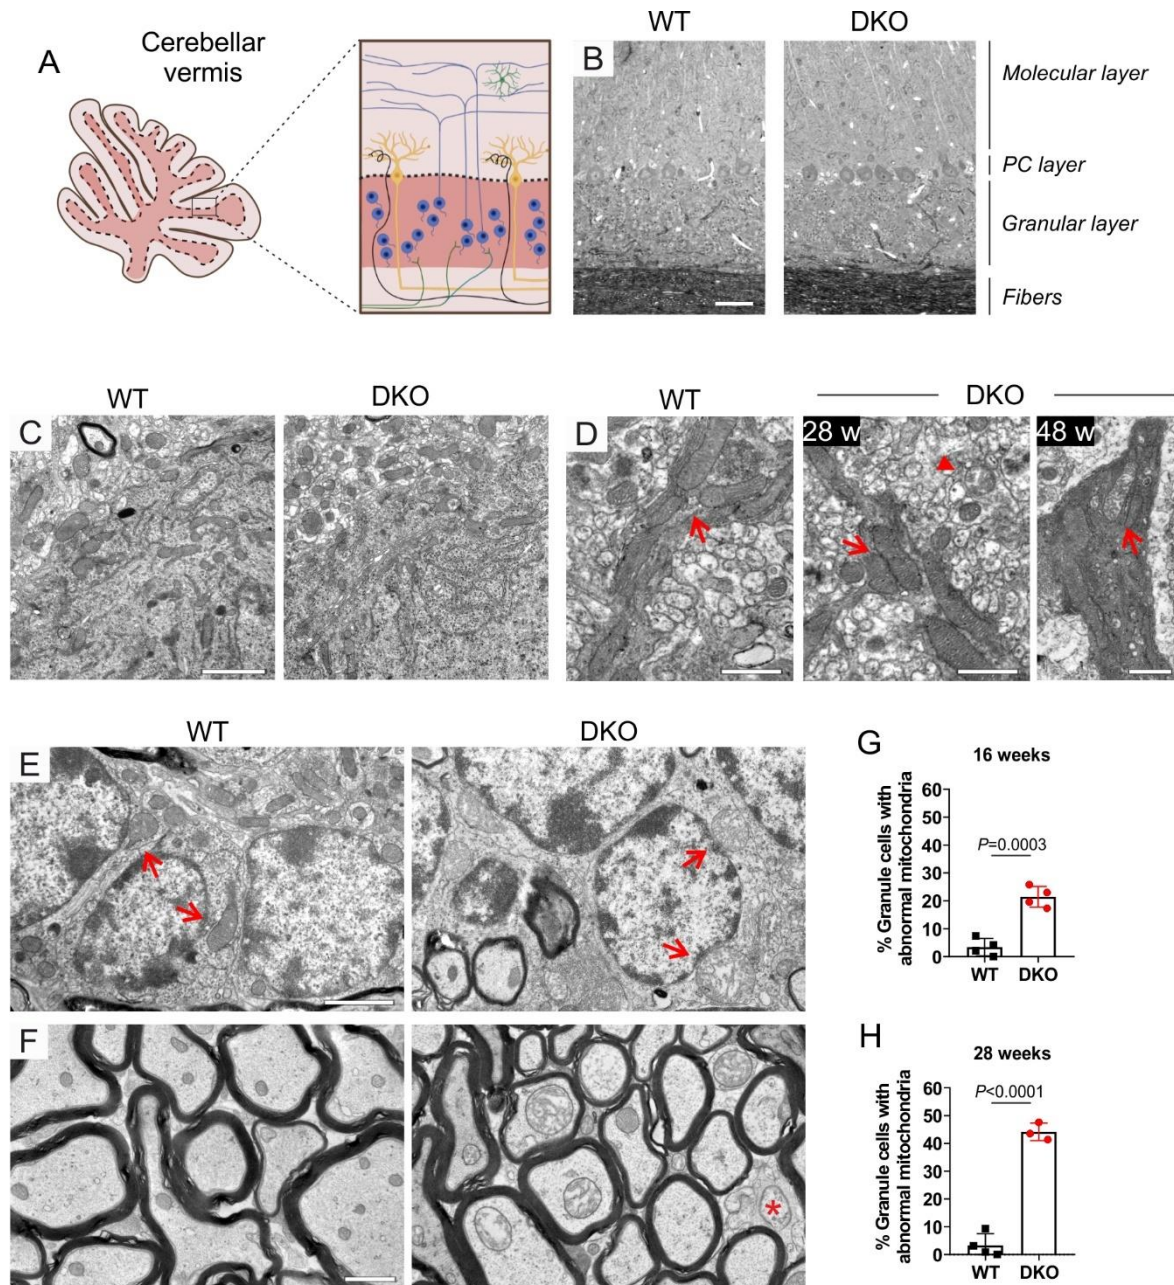 A
Cerebellar
vermis
WT
DKO
B
Molecular layer
PC layer
Granular layer
Fibers
WT
DKO
C
WT
DKO
D
28 w
48 w
WT
DKO
E
F
*
G
16 weeks
% Granule cells with
abnormal mitochondria
60
50
40
30
20
10
0
P=0.0003
WT
DKO
H
28 weeks
% Granule cells with
abnormal mitochondria
60
50
40
30
20
10
0
P<0.0001
WT
DKO